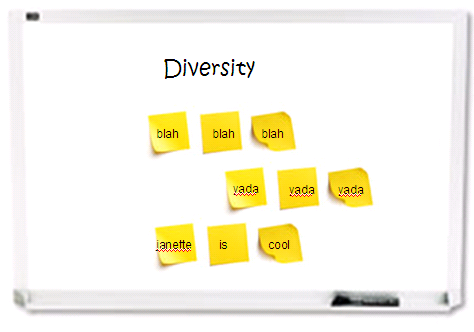 Diversity
blah blah blah
yada yada yada
janette is cool